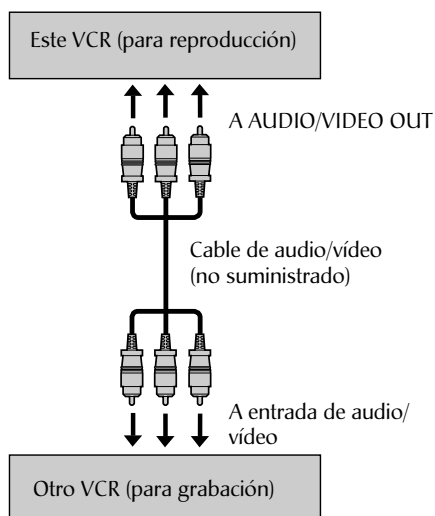 Este VCR (para reproducción)
A AUDIO/VIDEO OUT
Cable de audio/vídeo
(no suministrado)
A entrada de audio/
vídeo
Otro VCR (para grabación)